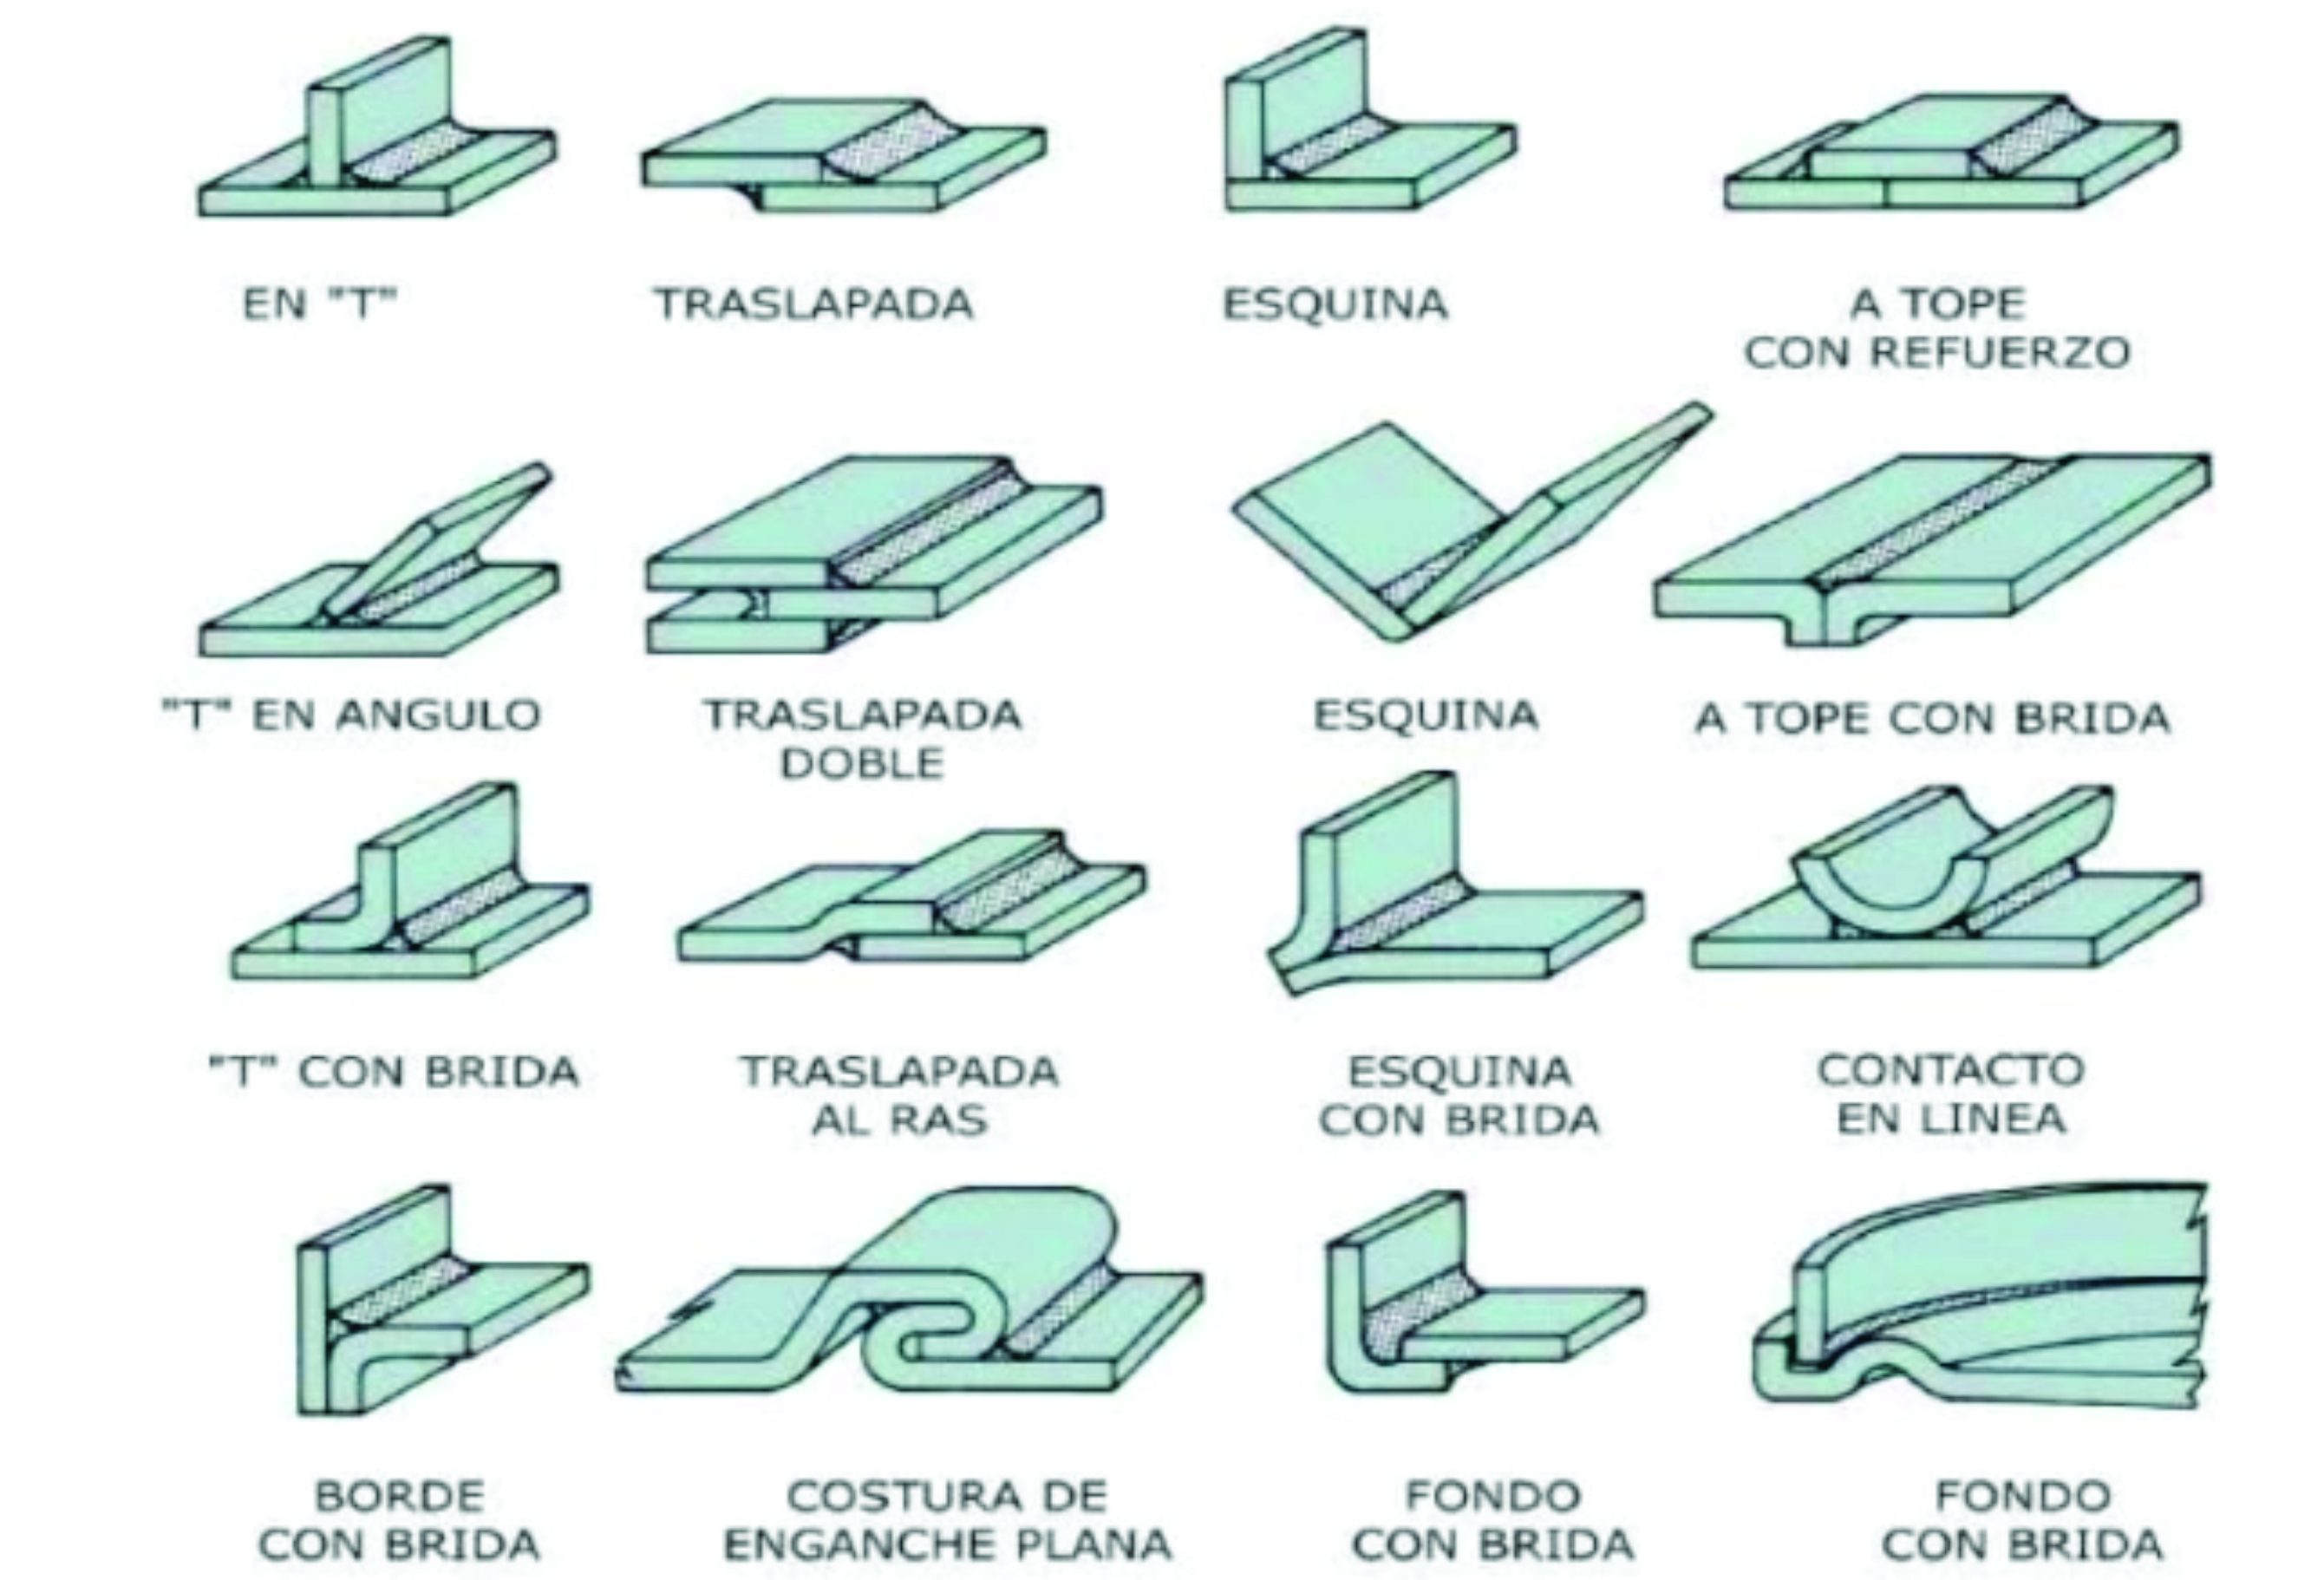 EN "T"
TRASLAPADA
ESQUINA
A TOPE
CON REFUERZO
"T" EN ANGULO
TRASLAPADA
DOBLE
ESQUINA
A TOPE CON BRIDA
"T" CON BRIDA
TRASLAPADA
AL RAS
ESQUINA
CON BRIDA
CONTACTO
EN LINEA
BORDE
CON BRIDA
COSTURA DE
ENGANCHE PLANA
FONDO
CON BRIDA
FONDO
CON BRIDA